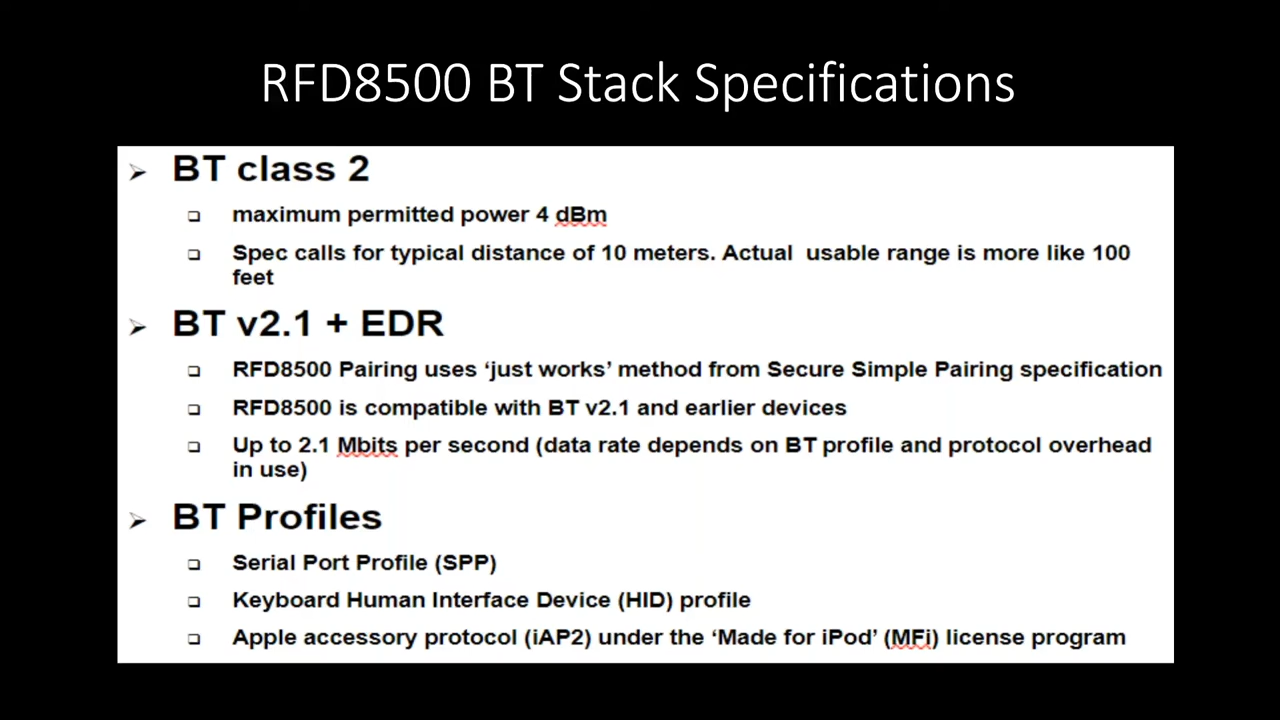 RFD8500 BT Stack Specifications
BT class 2
maximum permitted power 4 dBm
Spec calls for typical distance of 10 meters. Actual  usable range is more like 100
feet
BT v2.1 + EDR
RFD8500 Pairing uses ‘just works’ method from Secure Simple Pairing specification
RFD8500 is compatible with BT v2.1 and earlier devices
Up to 2.1 Mbits per second (data rate depends on BT profile and protocol overhead
in use)
BT Profiles
Serial Port Profile (SPP)
Keyboard Human Interface Device (HID) profile
Apple accessory protocol (iAP2) under the ‘Made for iPod’ (MFi) license program